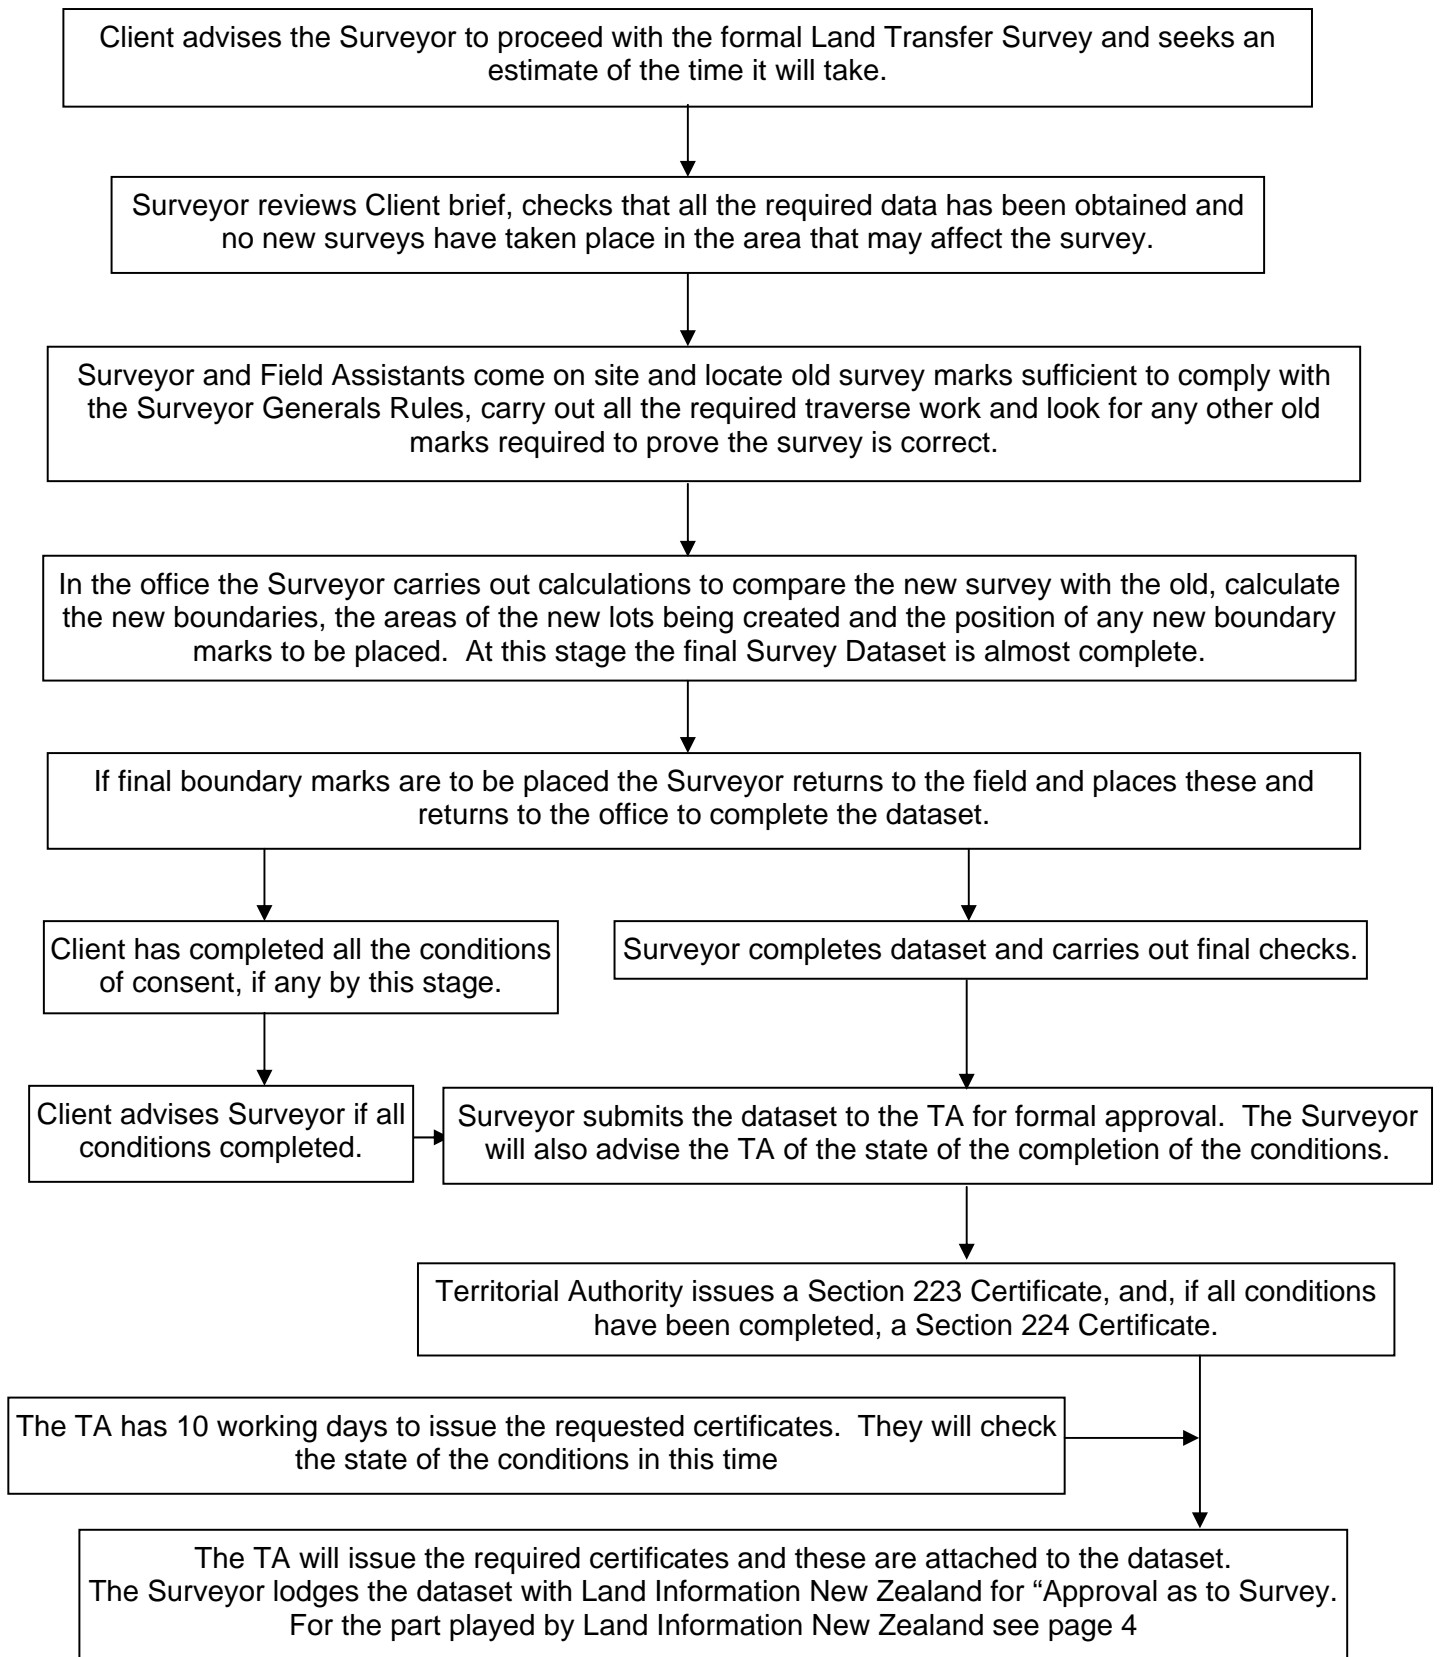 Client advises the Surveyor to proceed with the formal Land Transfer Survey and seeks an
estimate of the time it will take.
Surveyor reviews Client brief, checks that all the required data has been obtained and
no new surveys have taken place in the area that may affect the survey.
Surveyor and Field Assistants come on site and locate old survey marks sufficient to comply with
the Surveyor Generals Rules, carry out all the required traverse work and look for any other old
marks required to prove the survey is correct.
In the office the Surveyor carries out calculations to compare the new survey with the old, calculate
the new boundaries, the areas of the new lots being created and the position of any new boundary
marks to be placed.  At this stage the final Survey Dataset is almost complete.
If final boundary marks are to be placed the Surveyor returns to the field and places these and
returns to the office to complete the dataset.
Client has completed all the conditions
of consent, if any by this stage.
Surveyor completes dataset and carries out final checks.
Client advises Surveyor if all
conditions completed.
Surveyor submits the dataset to the TA for formal approval.  The Surveyor
will also advise the TA of the state of the completion of the conditions.
Territorial Authority issues a Section 223 Certificate, and, if all conditions
have been completed, a Section 224 Certificate.
The TA has 10 working days to issue the requested certificates.  They will check
the state of the conditions in this time
The TA will issue the required certificates and these are attached to the dataset.
The Surveyor lodges the dataset with Land Information New Zealand for “Approval as to Survey.
For the part played by Land Information New Zealand see page 4